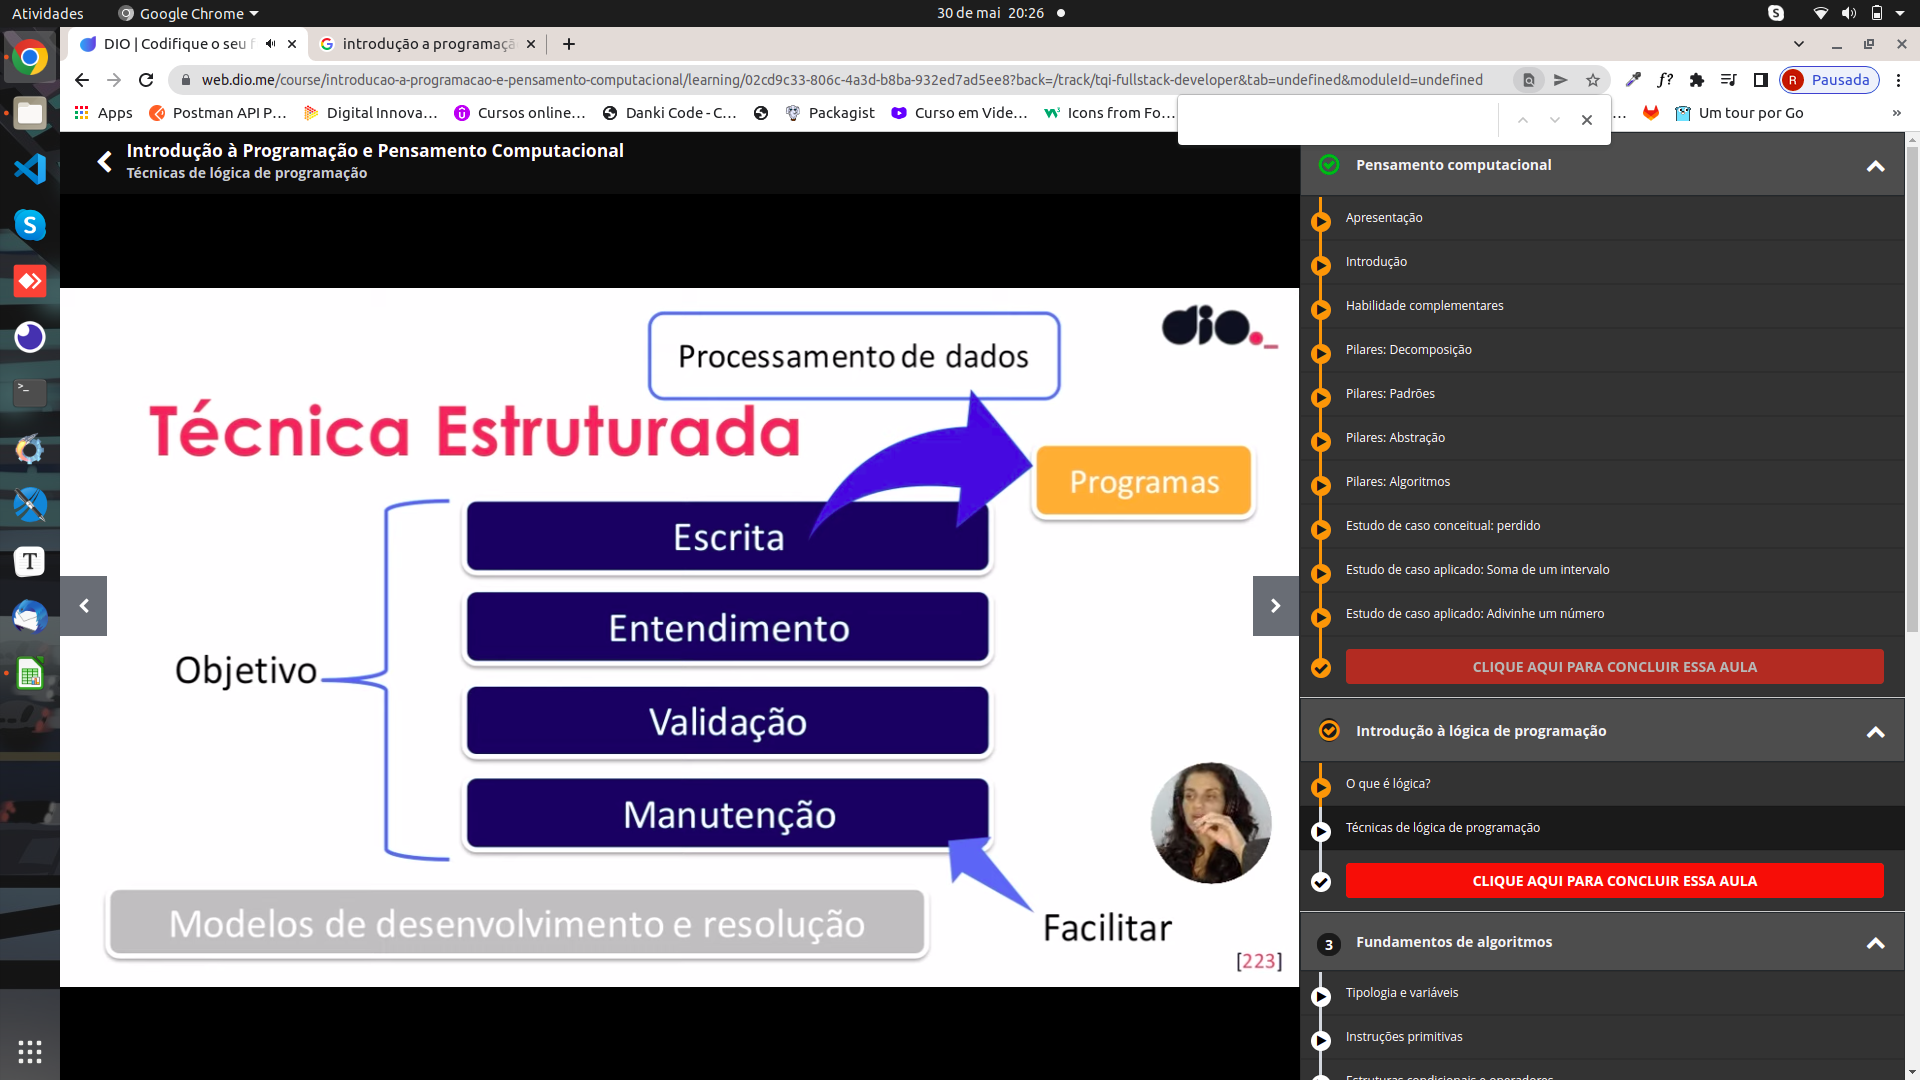 Atividades
Google Chrome
30 de mai 20:26
DIO | Codifique o seu f
introdução a programaçã
web.dio.me/course/introducao-a-programacao-e-pensamento-computacional/learning/02cd9c33-806c-4a3d-b8ba-932ed7ad5ee8?back=/track/tqi-fullstack-developer&tab=undefined&moduleId=undefined
f?
R Pausada
Apps
Postman API P…
Digital Innova…
Cursos online…
Danki Code - C…
Packagist
Curso em Vide…
Icons from Fo…
…
Um tour por Go
»
Introdução à Programação e Pensamento Computacional
Técnicas de lógica de programação
dio._
Processamento de dados
Técnica Estruturada
Programas
Escrita
Entendimento
Objetivo
Validação
Manutenção
Modelos de desenvolvimento e resolução
Facilitar
[223]
Pensamento computacional
Apresentação
Introdução
Habilidade complementares
Pilares: Decomposição
Pilares: Padrões
Pilares: Abstração
Pilares: Algoritmos
Estudo de caso conceitual: perdido
Estudo de caso aplicado: Soma de um intervalo
Estudo de caso aplicado: Adivinhe um número
CLIQUE AQUI PARA CONCLUIR ESSA AULA
Introdução à lógica de programação
O que é lógica?
Técnicas de lógica de programação
CLIQUE AQUI PARA CONCLUIR ESSA AULA
3 Fundamentos de algoritmos
Tipologia e variáveis
Instruções primitivas
Estruturas condicionais e operadores